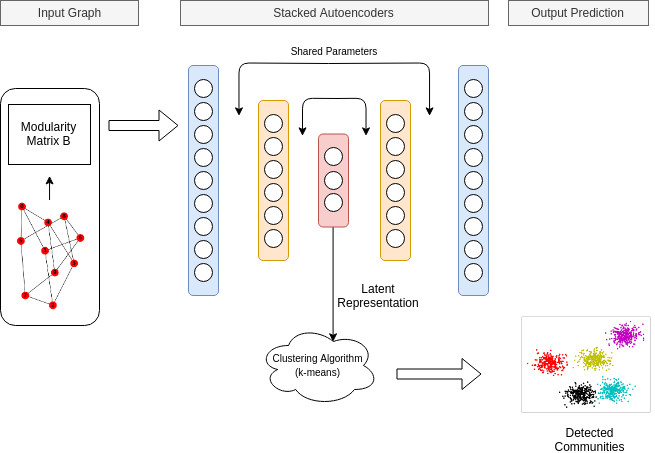 Input Graph
Stacked Autoencoders
Output Prediction
Shared Parameters
Modularity
Matrix B
Latent
Representation
Clustering Algorithm
(k-means)
Detected
Communities